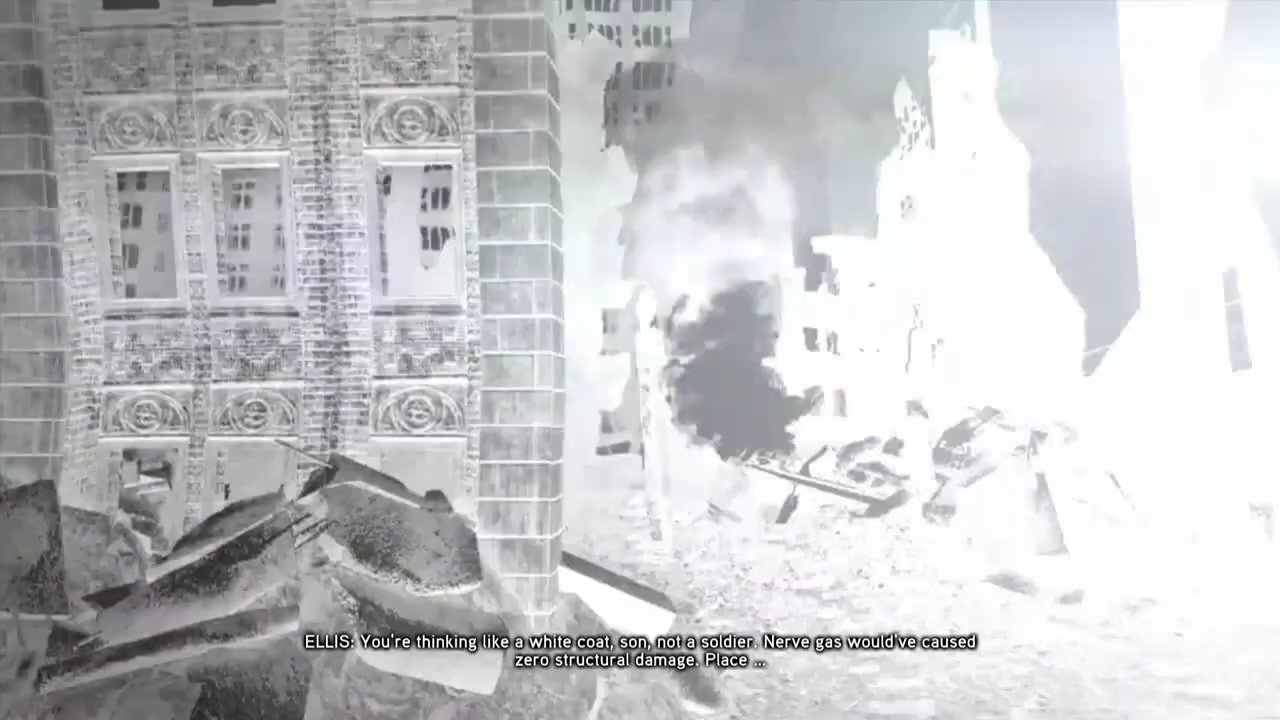 ELLIS: You're thinking like a white coat, son, not a soldier. Nerve gas would've caused
zero structural damage. Place ...